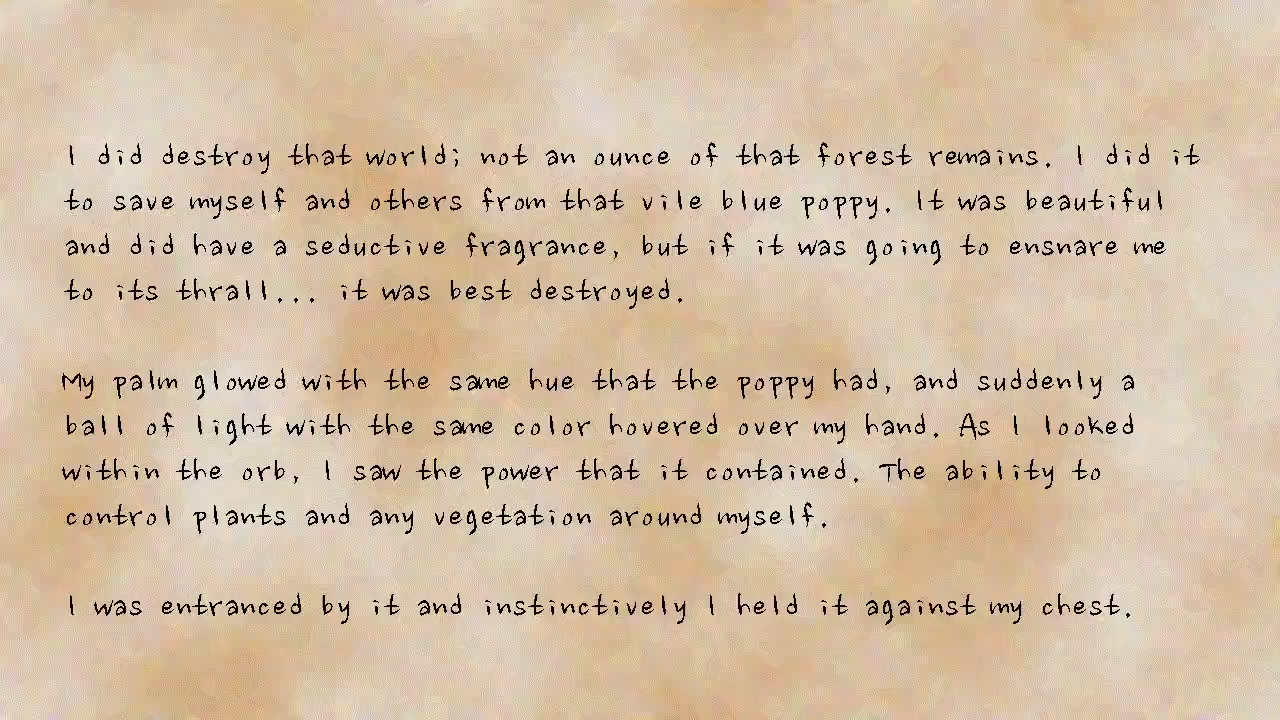 I did destroy that world; not an ounce of that forest remains. I did it
to save myself and others from that vile blue poppy. It was beautiful
and did have a seductive fragrance, but if it was going to ensnare me
to its thrall... it was best destroyed.
My palm glowed with the same hue that the poppy had, and suddenly a
ball of light with the same color hovered over my hand. As I looked
within the orb, I saw the power that it contained. The ability to
control plants and any vegetation around myself.
I was entranced by it and instinctively I held it against my chest.